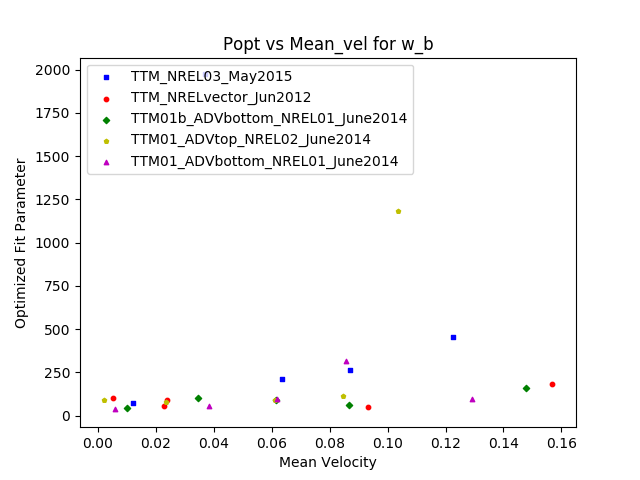 Popt vs Mean_vel for w_b
2000
1750
1500
1250
1000
750
500
250
0
Optimized Fit Parameter
TTM_NREL03_May2015
TTM_NRELvector_Jun2012
TTM01b_ADVbottom_NREL01_June2014
TTM01_ADVtop_NREL02_June2014
TTM01_ADVbottom_NREL01_June2014
0.00 0.02 0.04 0.06 0.08 0.10 0.12 0.14 0.16
Mean Velocity